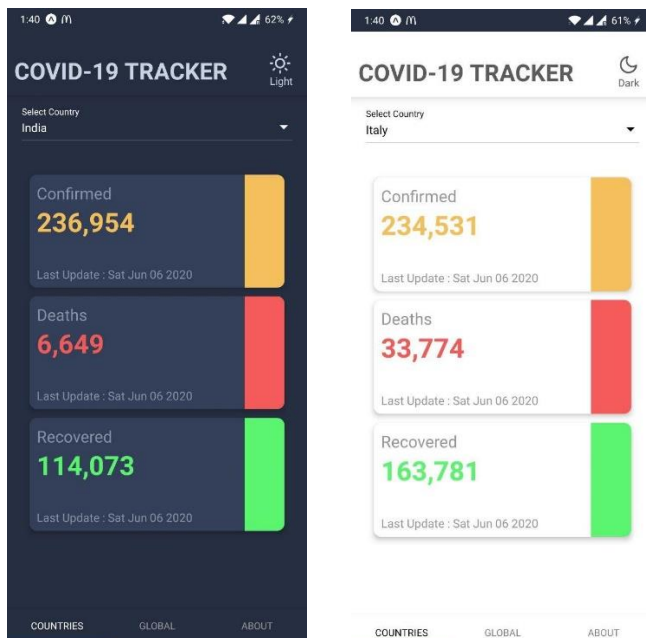 1:40 62%
COVID-19 TRACKER
Light
Select Country
India
Confirmed
236,954
Last Update : Sat Jun 06 2020
Deaths
6,649
Last Update : Sat Jun 06 2020
Recovered
114,073
Last Update : Sat Jun 06 2020
COUNTRIES GLOBAL ABOUT
1:40 61%
COVID-19 TRACKER
Dark
Select Country
Italy
Confirmed
234,531
Last Update : Sat Jun 06 2020
Deaths
33,774
Last Update : Sat Jun 06 2020
Recovered
163,781
Last Update : Sat Jun 06 2020
COUNTRIES GLOBAL ABOUT